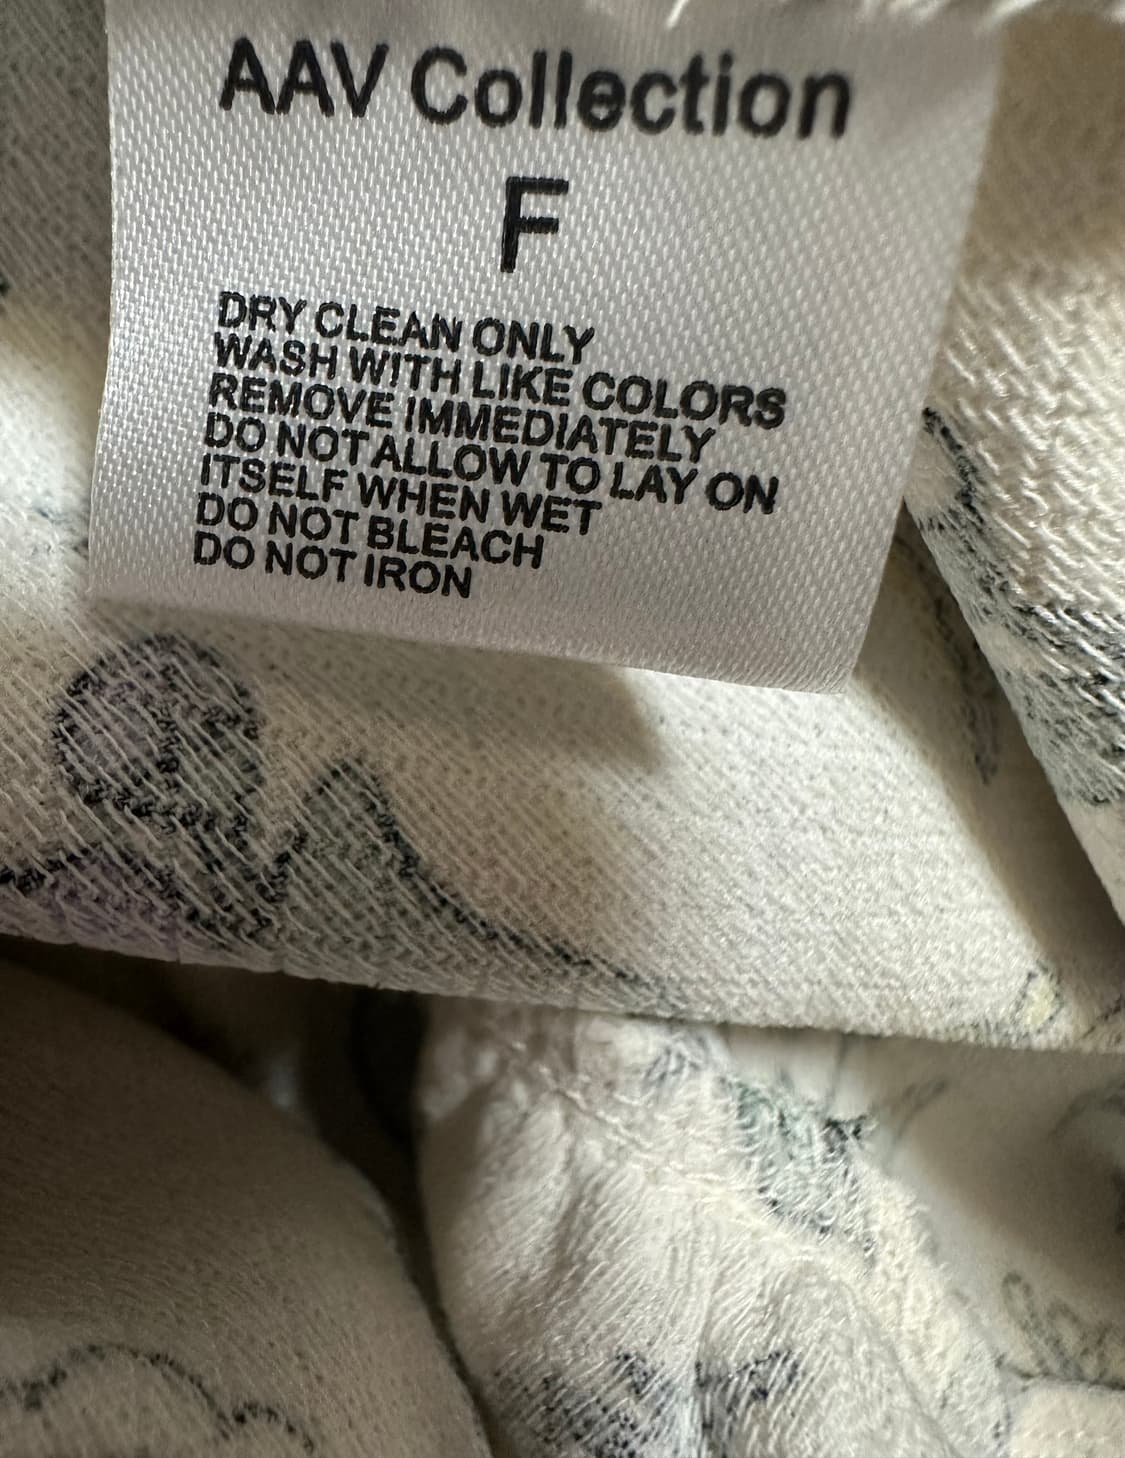 AAV Collection
F
DRY CLEAN ONLY
WASH WITH LIKE COLORS
REMOVE IMMEDIATELY
DO NOT ALLOW TO LAY ON
ITSELF WHEN WET
DO NOT BLEACH
DO NOT IRON